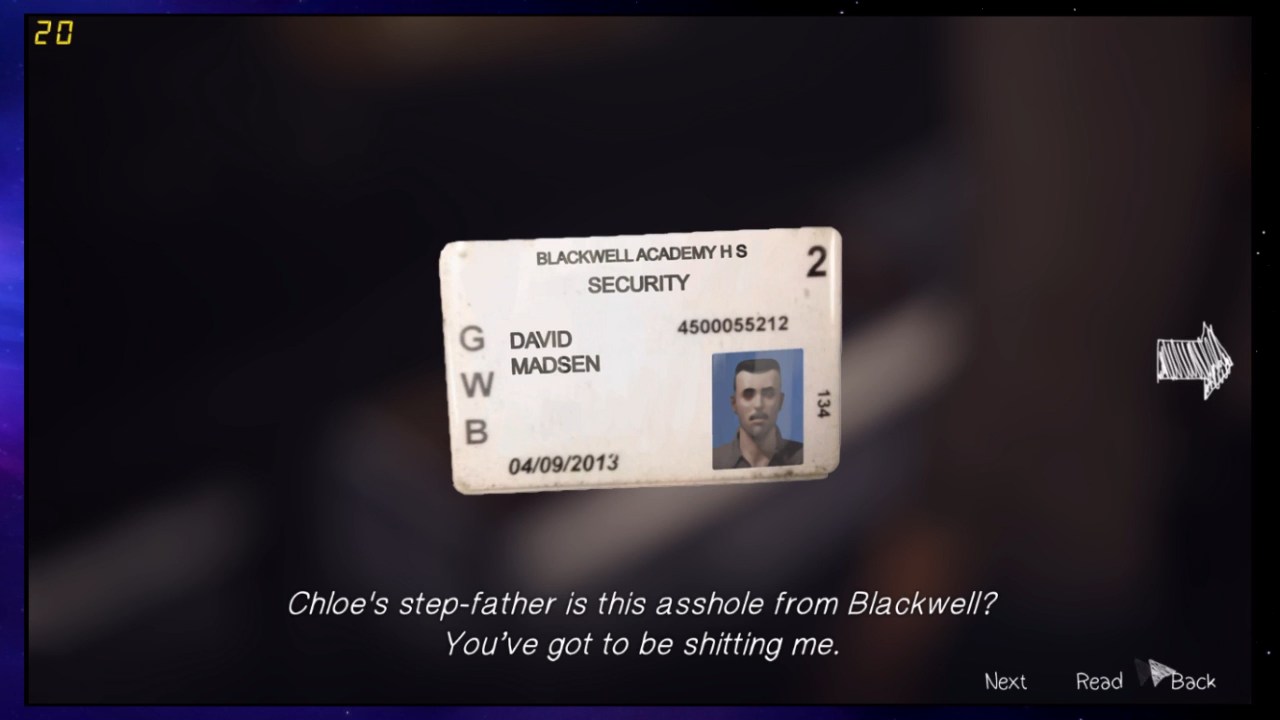 20
BLACKWELL ACADEMY H S
SECURITY
2
4500055212
G
W
B
DAVID
MADSEN
134
04/09/2013
Chloe's step-father is this asshole from Blackwell?
You've got to be shitting me.
Next Read Back